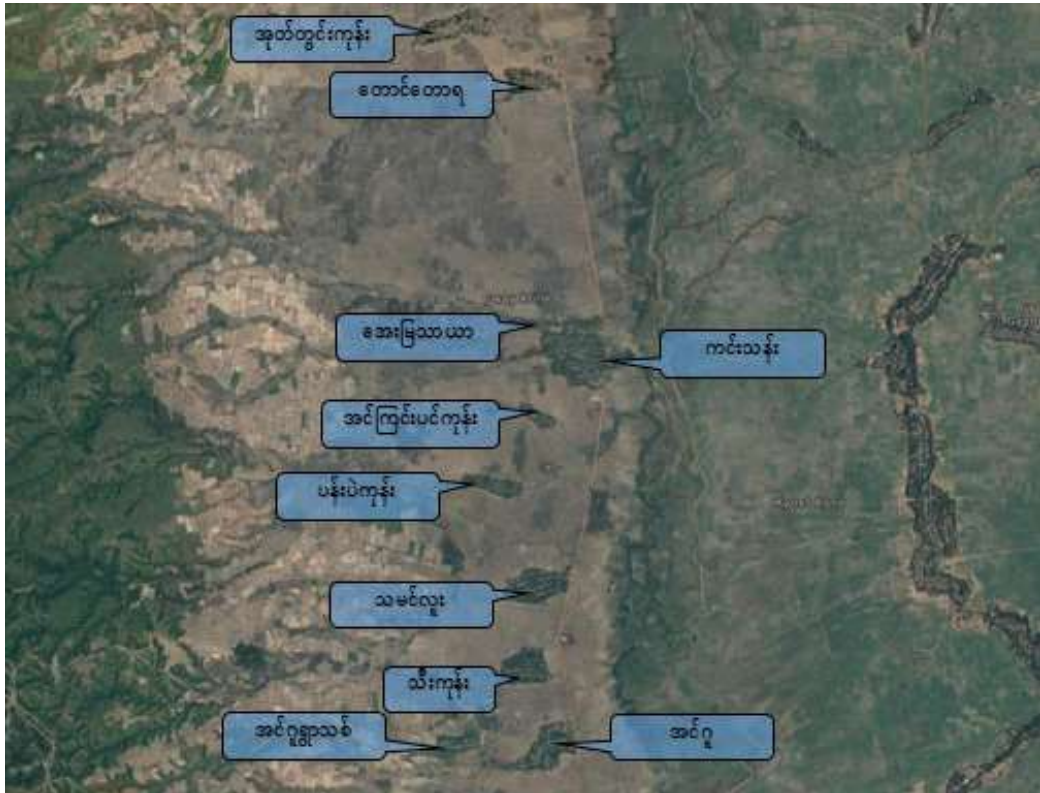 အုတ်တွင်းကုန်း
တောင်တောရ
အေးမြသာယာ
ကင်းသန်း
အင်ကြင်းပင်ကုန်း
ပန်းပဲကုန်း
သမင်လူး
သီးကုန်း
အင်ဂူရွာသစ်
အင်ဂူ